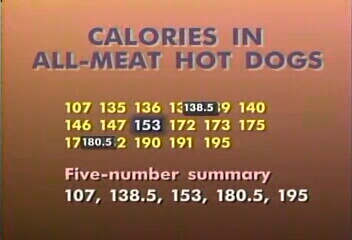 CALORIES IN
ALL-MEAT HOT DOGS
107 135 136 138.5 140
146 147 153 172 173 175
180.5 190 191 195
Five-number summary
107, 138.5, 153, 180.5, 195